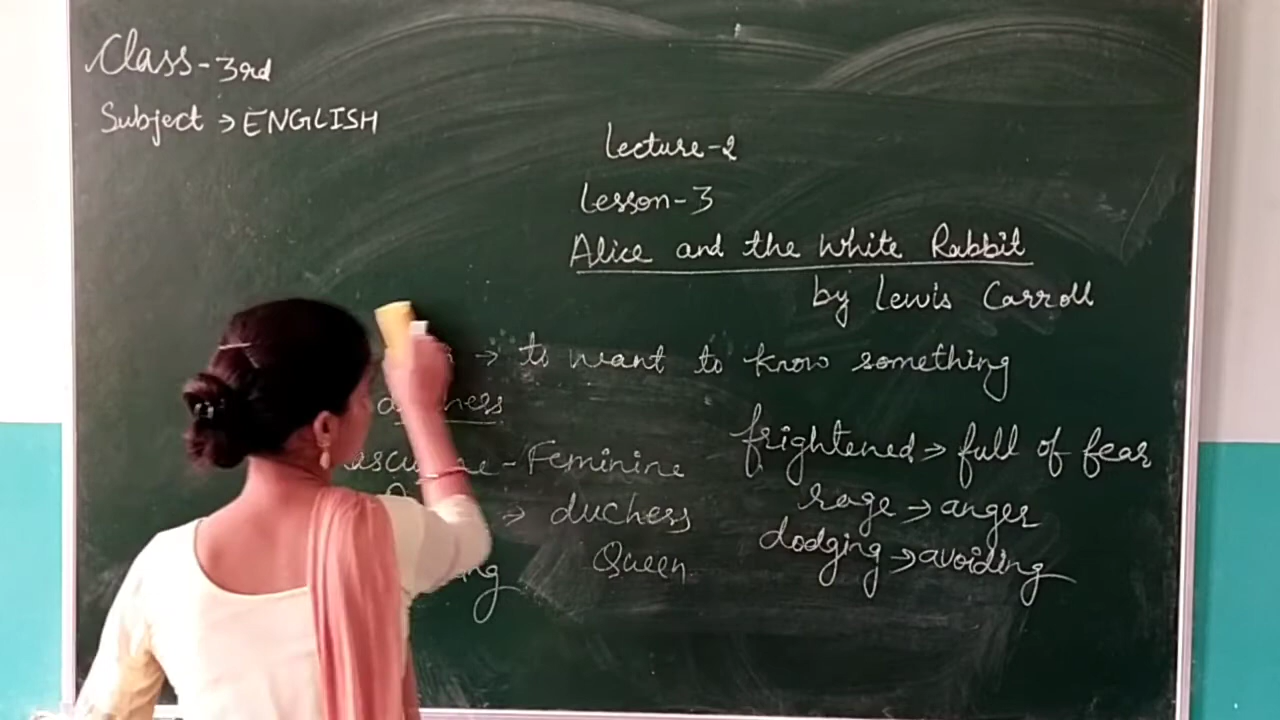 Class - 3rd
Subject → ENGLISH
Lecture-2
Lesson-3
Alice and the White Rabbit
by Lewis Carroll
→ to want to know something
- Feminine
→ duchess
Queen
frightened → full of fear
rage → anger
dodging → avoiding